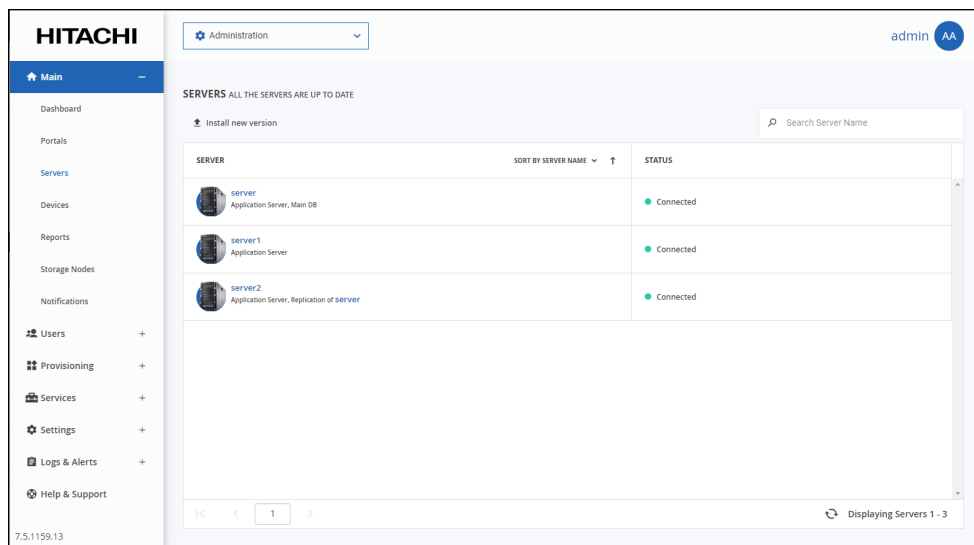 HITACHI
Administration
admin AA
Main
Dashboard
Portals
Servers
Devices
Reports
Storage Nodes
Notifications
Users
Provisioning
Services
Settings
Logs & Alerts
Help & Support
7.5.1159.13
SERVERS ALL THE SERVERS ARE UP TO DATE
Install new version
Search Server Name
SERVER SORT BY SERVER NAME STATUS
server
Application Server, Main DB
Connected
server1
Application Server
Connected
server2
Application Server, Replication of server
Connected
1
Displaying Servers 1 - 3